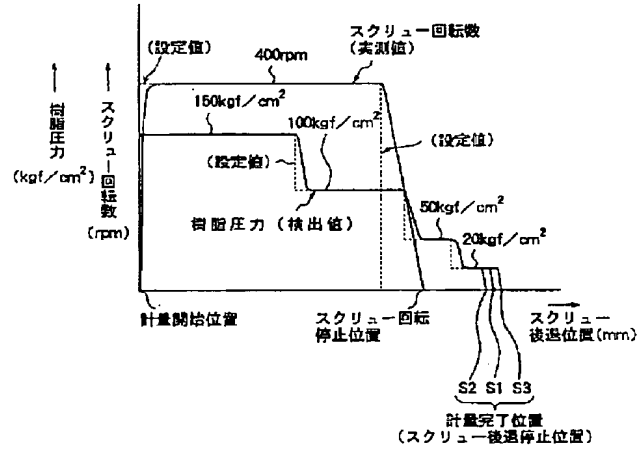 スクリュー回転数
(実測値)
(設定値)
400rpm
150kgf/cm²
100kgf/cm²
(設定値)
(設定値)
樹脂圧力
(kgf/cm²)
スクリュー回転数
(rpm)
樹脂圧力(検出値)
50kgf/cm²
20kgf/cm²
計量開始位置
スクリュー回転
停止位置
スクリュー
後退位置(mm)
S2 S1 S3
計量完了位置
(スクリュー後退停止位置)